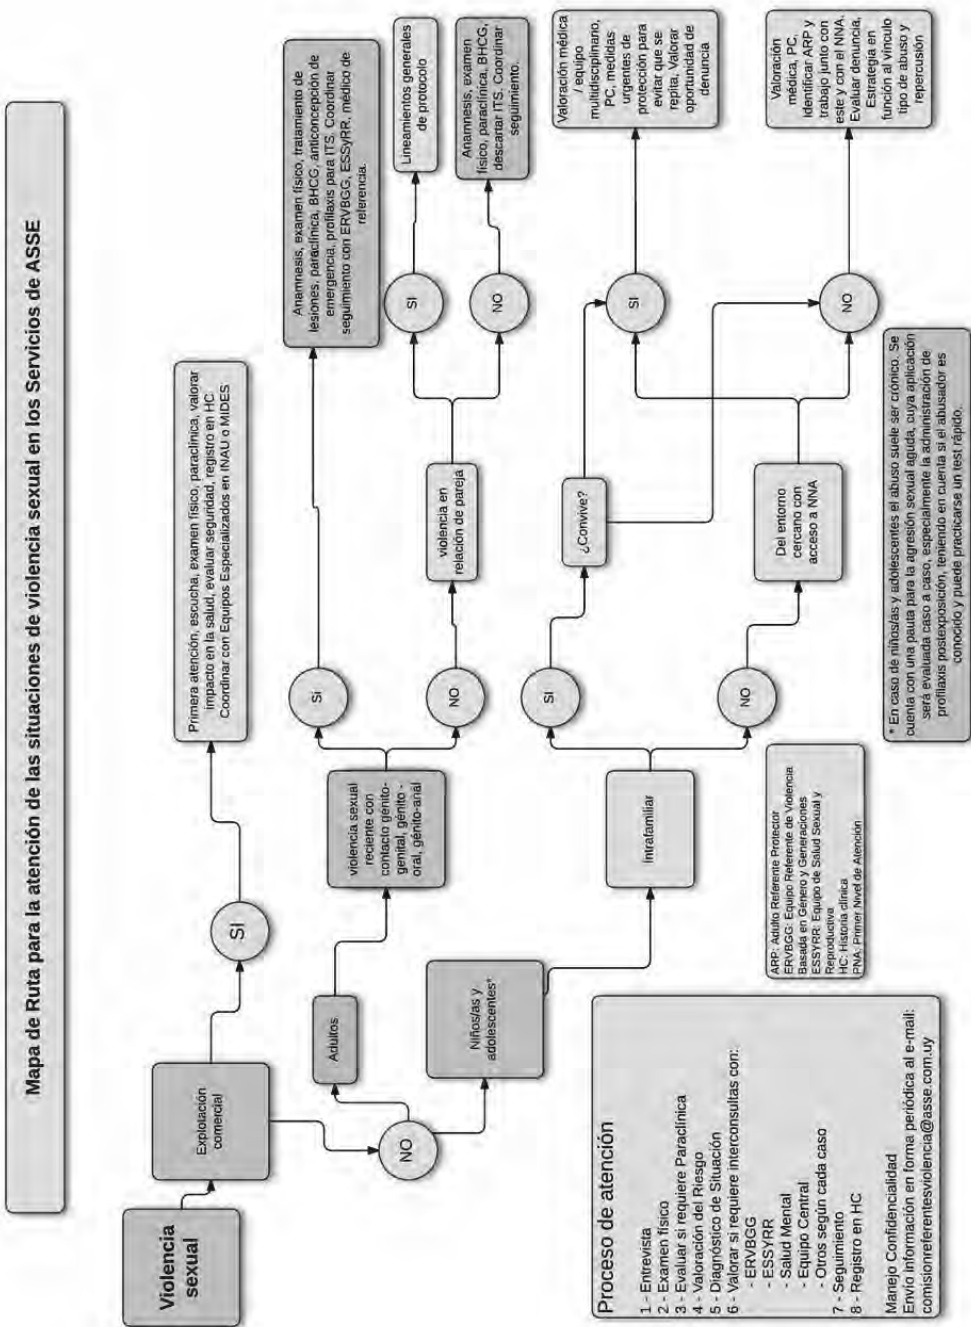 Mapa de Ruta para la atención de las situaciones de violencia sexual en los Servicios de ASSE
Violencia
sexual
Explotación
comercial
SI
Primera atención, escucha, examen físico, paraclínica, valorar
impacto en la salud, evaluar seguridad, registro en HC
Coordinar con Equipos Especializados en INAU o MIDES
NO
Adultos
violencia sexual
reciente con
contacto génito-
genital, génito -
oral, génito-anal
SI
Anamnesis, examen físico, tratamiento de
lesiones, paraclínica, BHCG, anticoncepción de
emergencia, profilaxis para ITS. Coordinar
seguimiento con ERVBGG, ESSyRR, médico de
referencia.
NO
violencia en
relación de pareja
SI
Lineamientos generales
de protocolo
NO
Anamnesis, examen
físico, paraclínica, BHCG,
descartar ITS, Coordinar
seguimiento.
Niños/as y
adolescentes*
Intrafamiliar
SI
¿Convive?
SI
Valoración médica
/ equipo
multidisciplinario,
PC, medidas
urgentes de
protección para
evitar que se
repita, Valorar
oportunidad de
denuncia
NO
Del entorno
cercano con
acceso a NNA
NO
Valoración
médica, PC,
identificar ARP y
trabajo junto con
este y con el NNA.
Evaluar denuncia,
Estrategia en
función al vínculo
tipo de abuso y
repercusión
Proceso de atención
1 - Entrevista
2 - Examen físico
3 - Evaluar si requiere Paraclínica
4 - Valoración del Riesgo
5 - Diagnóstico de Situación
6 - Valorar si requiere interconsultas con:
- ERVBGG
- ESSYRR
- Salud Mental
- Equipo Central
- Otros según cada caso
7 - Seguimiento
8 - Registro en HC
Manejo Confidencialidad
Envío información en forma periódica al e-mail:
comisionreferentesviolencia@asse.com.uy
ARP: Adulto Referente Protector
ERVBGG: Equipo Referente de Violencia
Basada en Género y Generaciones
ESSYRR: Equipo de Salud Sexual y
Reproductiva
HC: Historia clínica
PNA: Primer Nivel de Atención
* En caso de niños/as y adolescentes el abuso suele ser crónico. Se
cuenta con una pauta para la agresión sexual aguda, cuya aplicación
será evaluada caso a caso, especialmente la administración de
profilaxis postexposición, teniendo en cuenta si el abusador es
conocido y puede practicarse un test rápido.